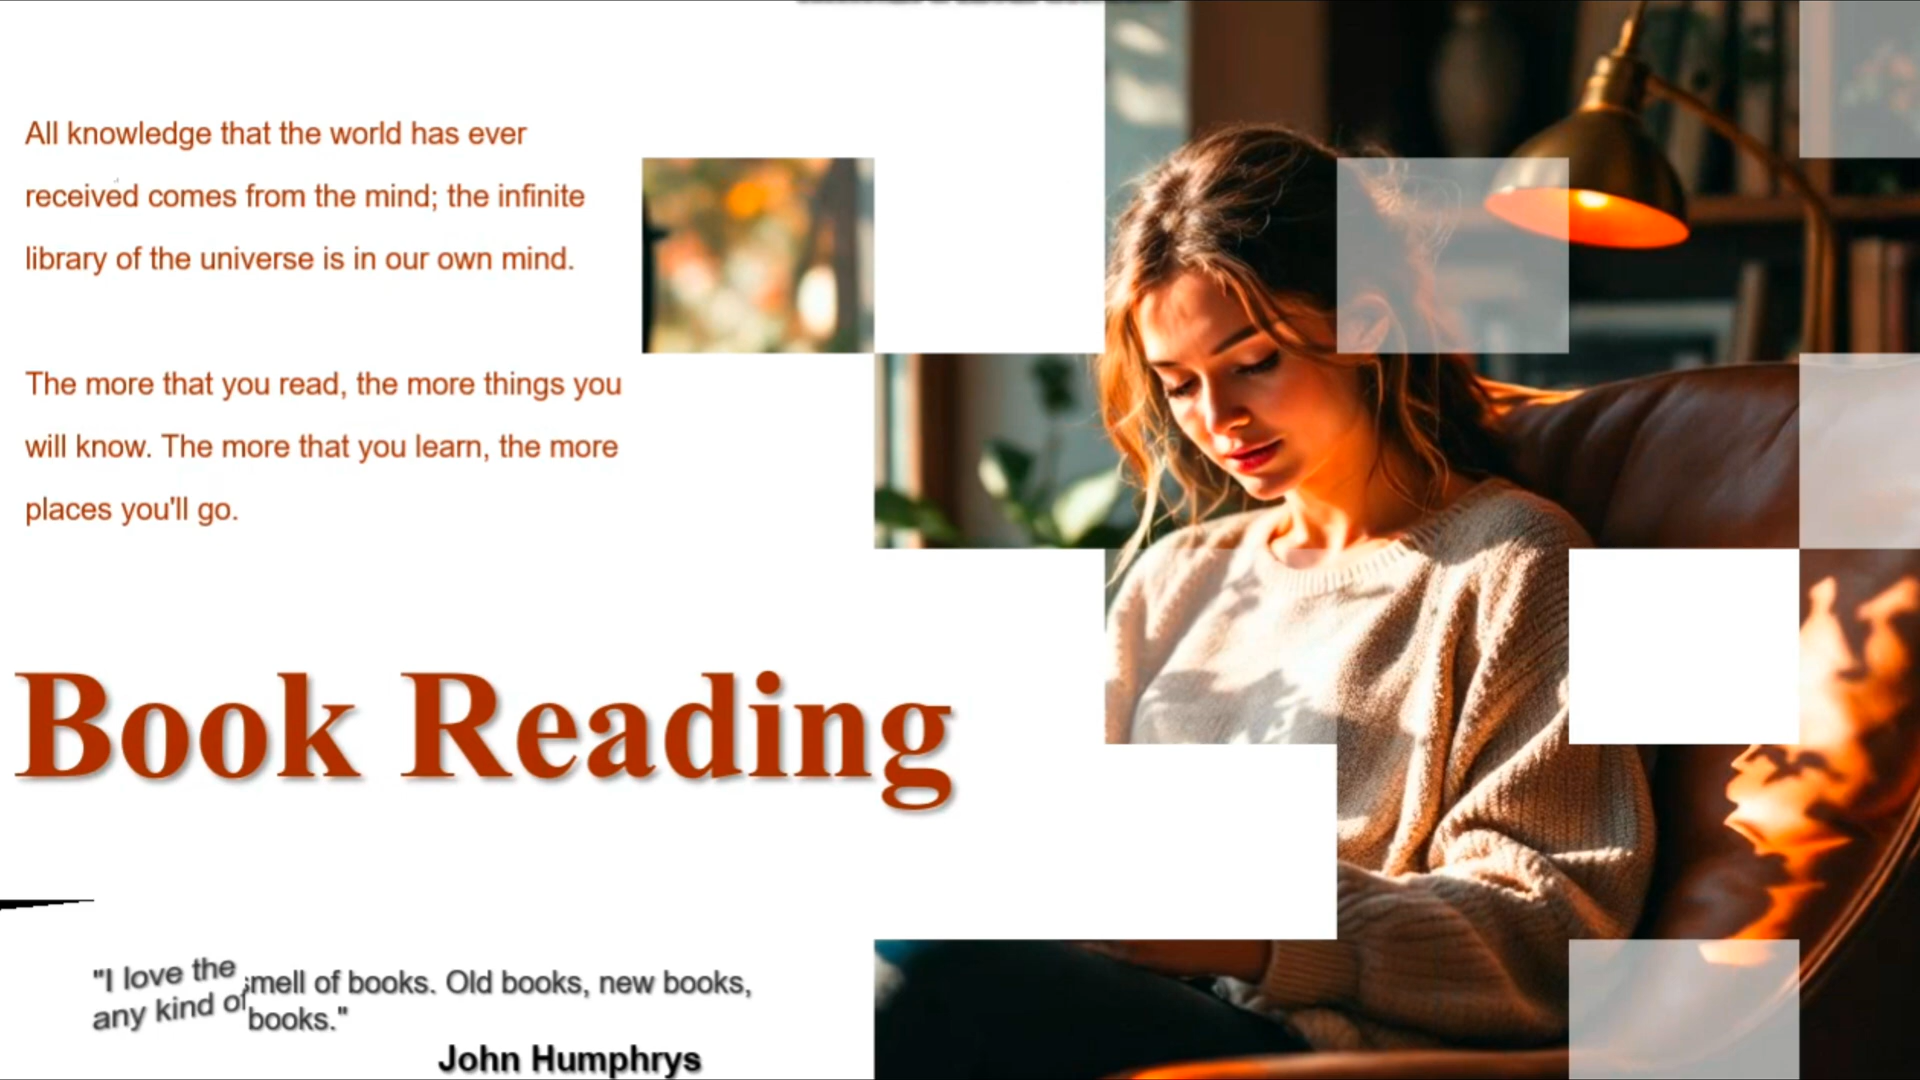 All knowledge that the world has ever
received comes from the mind; the infinite
library of the universe is in our own mind.
The more that you read, the more things you
will know. The more that you learn, the more
places you'll go.
Book Reading
"I love the smell of books. Old books, new books,
any kind of books."
John Humphrys